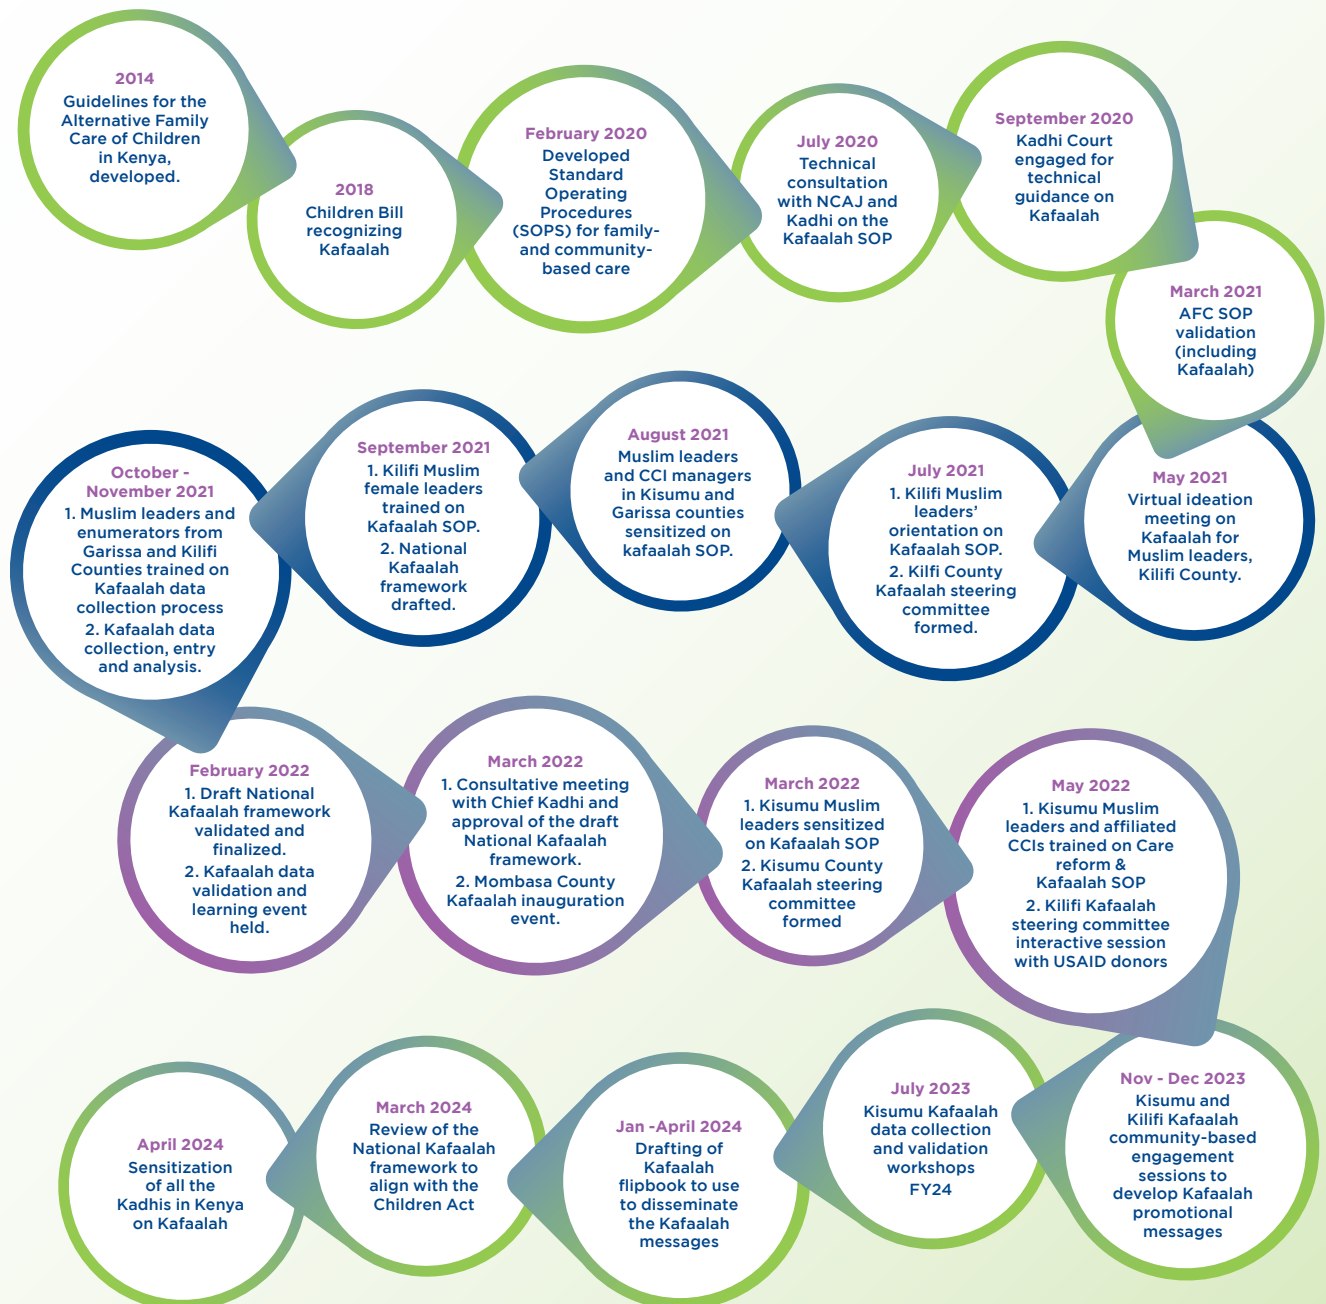 2014
Guidelines for the
Alternative Family
Care of Children
in Kenya,
developed.
2018
Children Bill
recognizing
Kafaalah
February 2020
Developed
Standard
Operating
Procedures
(SOPS) for family-
and community-
based care
July 2020
Technical
consultation
with NCAJ and
Kadhi on the
Kafaalah SOP
September 2020
Kadhi Court
engaged for
technical
guidance on
Kafaalah
March 2021
AFC SOP
validation
(including
Kafaalah)
May 2021
Virtual ideation
meeting on
Kafaalah for
Muslim leaders,
Kilifi County.
July 2021
1. Kilifi Muslim
leaders’
orientation on
Kafaalah SOP.
2. Kilfi County
Kafaalah steering
committee
formed.
August 2021
Muslim leaders
and CCI managers
in Kisumu and
Garissa counties
sensitized on
kafaalah SOP.
September 2021
1. Kilifi Muslim
female leaders
trained on
Kafaalah SOP.
2. National
Kafaalah
framework
drafted.
October -
November 2021
1. Muslim leaders and
enumerators from
Garissa and Kilifi
Counties trained on
Kafaalah data
collection process
2. Kafaalah data
collection, entry
and analysis.
February 2022
1. Draft National
Kafaalah framework
validated and
finalized.
2. Kafaalah data
validation and
learning event
held.
March 2022
1. Consultative meeting
with Chief Kadhi and
approval of the draft
National Kafaalah
framework.
2. Mombasa County
Kafaalah inauguration
event.
March 2022
1. Kisumu Muslim
leaders sensitized
on Kafaalah SOP
2. Kisumu County
Kafaalah steering
committee
formed
May 2022
1. Kisumu Muslim
leaders and affiliated
CCIs trained on Care
reform &
Kafaalah SOP
2. Kilifi Kafaalah
steering committee
interactive session
with USAID donors
Nov - Dec 2023
Kisumu and
Kilifi Kafaalah
community-based
engagement
sessions to
develop Kafaalah
promotional
messages
July 2023
Kisumu Kafaalah
data collection
and validation
workshops
FY24
Jan -April 2024
Drafting of
Kafaalah
flipbook to use
to disseminate
the Kafaalah
messages
March 2024
Review of the
National Kafaalah
framework to
align with the
Children Act
April 2024
Sensitization
of all the
Kadhis in Kenya
on Kafaalah